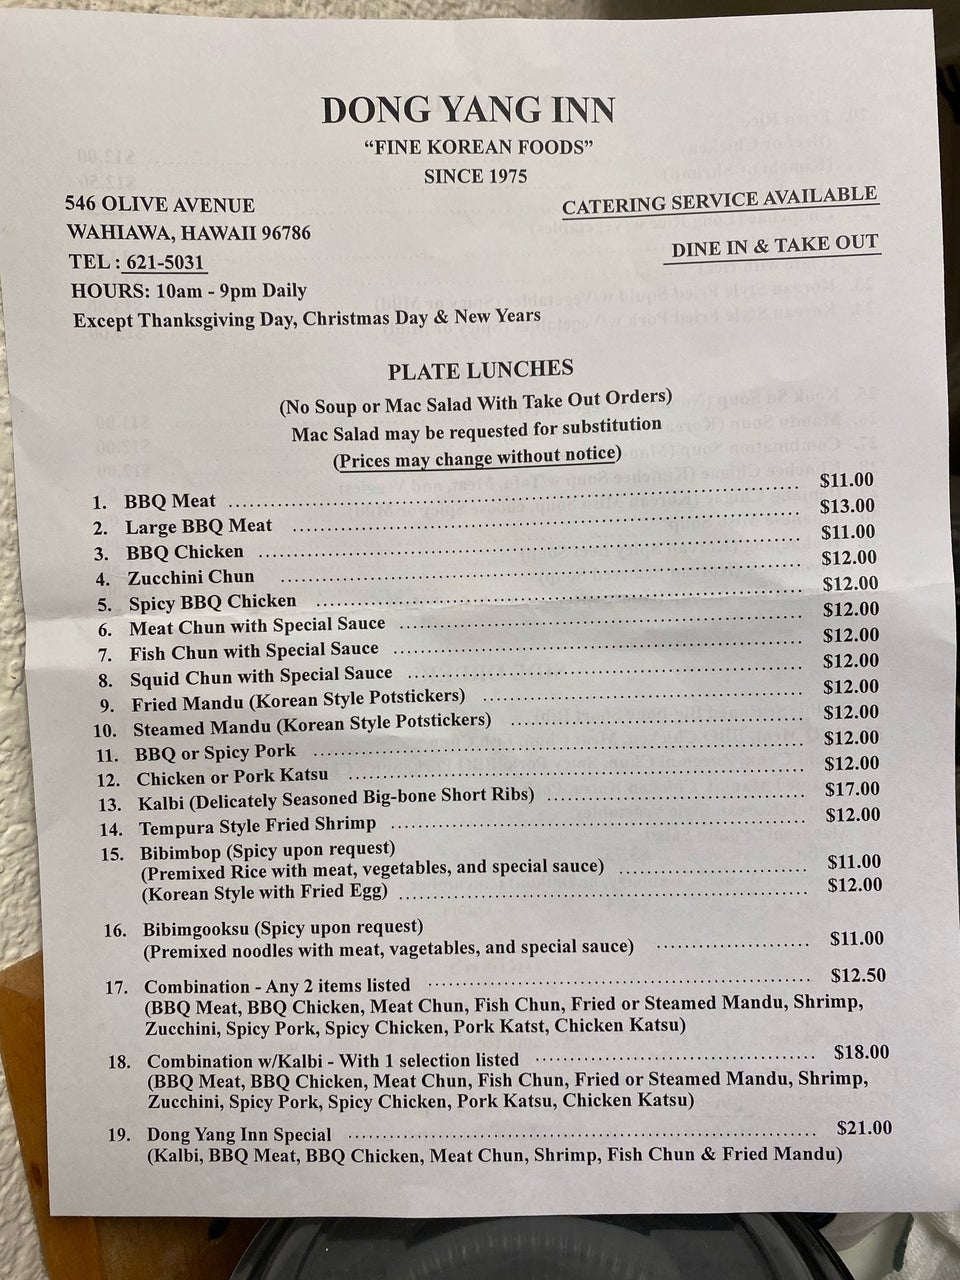 DONG YANG INN
“FINE KOREAN FOODS”
SINCE 1975
546 OLIVE AVENUE
WAHIAWA, HAWAII 96786
TEL : 621-5031
HOURS: 10am - 9pm Daily
Except Thanksgiving Day, Christmas Day & New Years
CATERING SERVICE AVAILABLE
DINE IN & TAKE OUT
PLATE LUNCHES
(No Soup or Mac Salad With Take Out Orders)
Mac Salad may be requested for substitution
(Prices may change without notice)
1. BBQ Meat $11.00
2. Large BBQ Meat $13.00
3. BBQ Chicken $11.00
4. Zucchini Chun $12.00
5. Spicy BBQ Chicken $12.00
6. Meat Chun with Special Sauce $12.00
7. Fish Chun with Special Sauce $12.00
8. Squid Chun with Special Sauce $12.00
9. Fried Mandu (Korean Style Potstickers) $12.00
10. Steamed Mandu (Korean Style Potstickers) $12.00
11. BBQ or Spicy Pork $12.00
12. Chicken or Pork Katsu $12.00
13. Kalbi (Delicately Seasoned Big-bone Short Ribs) $17.00
14. Tempura Style Fried Shrimp $12.00
15. Bibimbop (Spicy upon request)
(Premixed Rice with meat, vegetables, and special sauce) $11.00
(Korean Style with Fried Egg) $12.00
16. Bibimgooksu (Spicy upon request)
(Premixed noodles with meat, vagetables, and special sauce) $11.00
17. Combination - Any 2 items listed $12.50
(BBQ Meat, BBQ Chicken, Meat Chun, Fish Chun, Fried or Steamed Mandu, Shrimp,
Zucchini, Spicy Pork, Spicy Chicken, Pork Katst, Chicken Katsu)
18. Combination w/Kalbi - With 1 selection listed $18.00
(BBQ Meat, BBQ Chicken, Meat Chun, Fish Chun, Fried or Steamed Mandu, Shrimp,
Zucchini, Spicy Pork, Spicy Chicken, Pork Katsu, Chicken Katsu)
19. Dong Yang Inn Special $21.00
(Kalbi, BBQ Meat, BBQ Chicken, Meat Chun, Shrimp, Fish Chun & Fried Mandu)